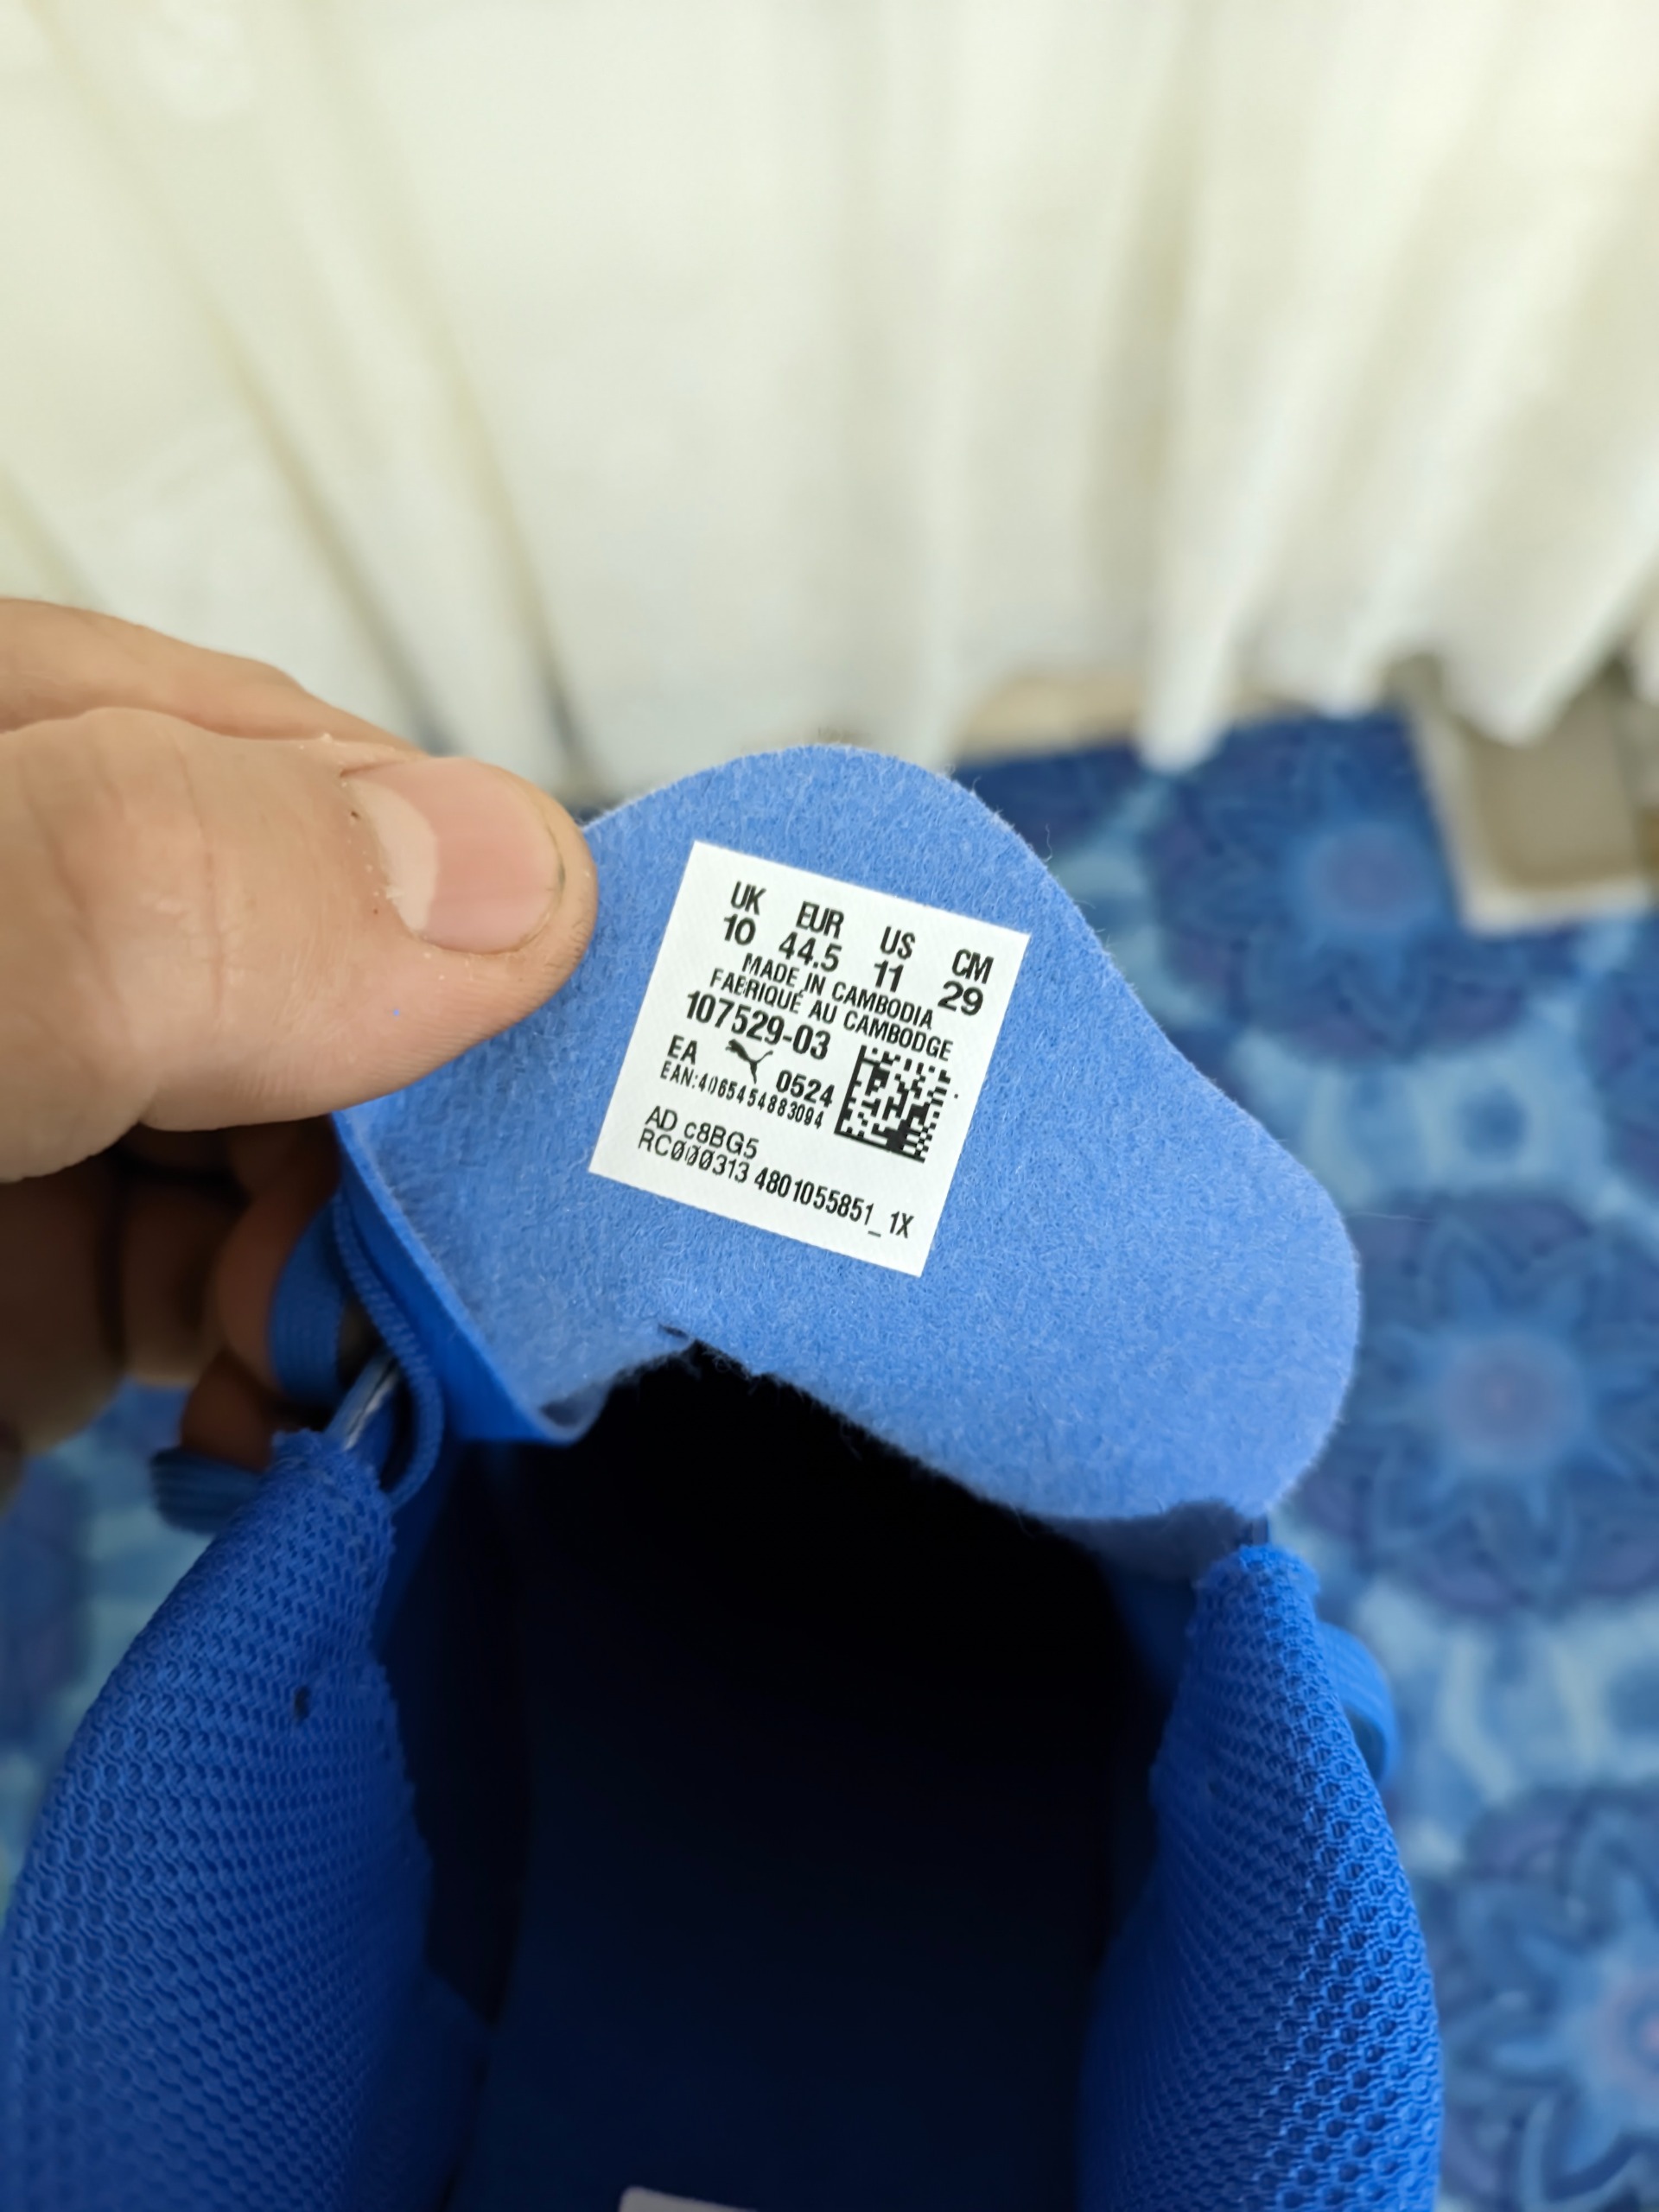 UK EUR US CM
10 44.5 11 29
MADE IN CAMBODIA
FABRIQUÉ AU CAMBODGE
107529-03
EA 0524
EAN:4065454883094
AD c8BG5
RC000313 4801055851_1X